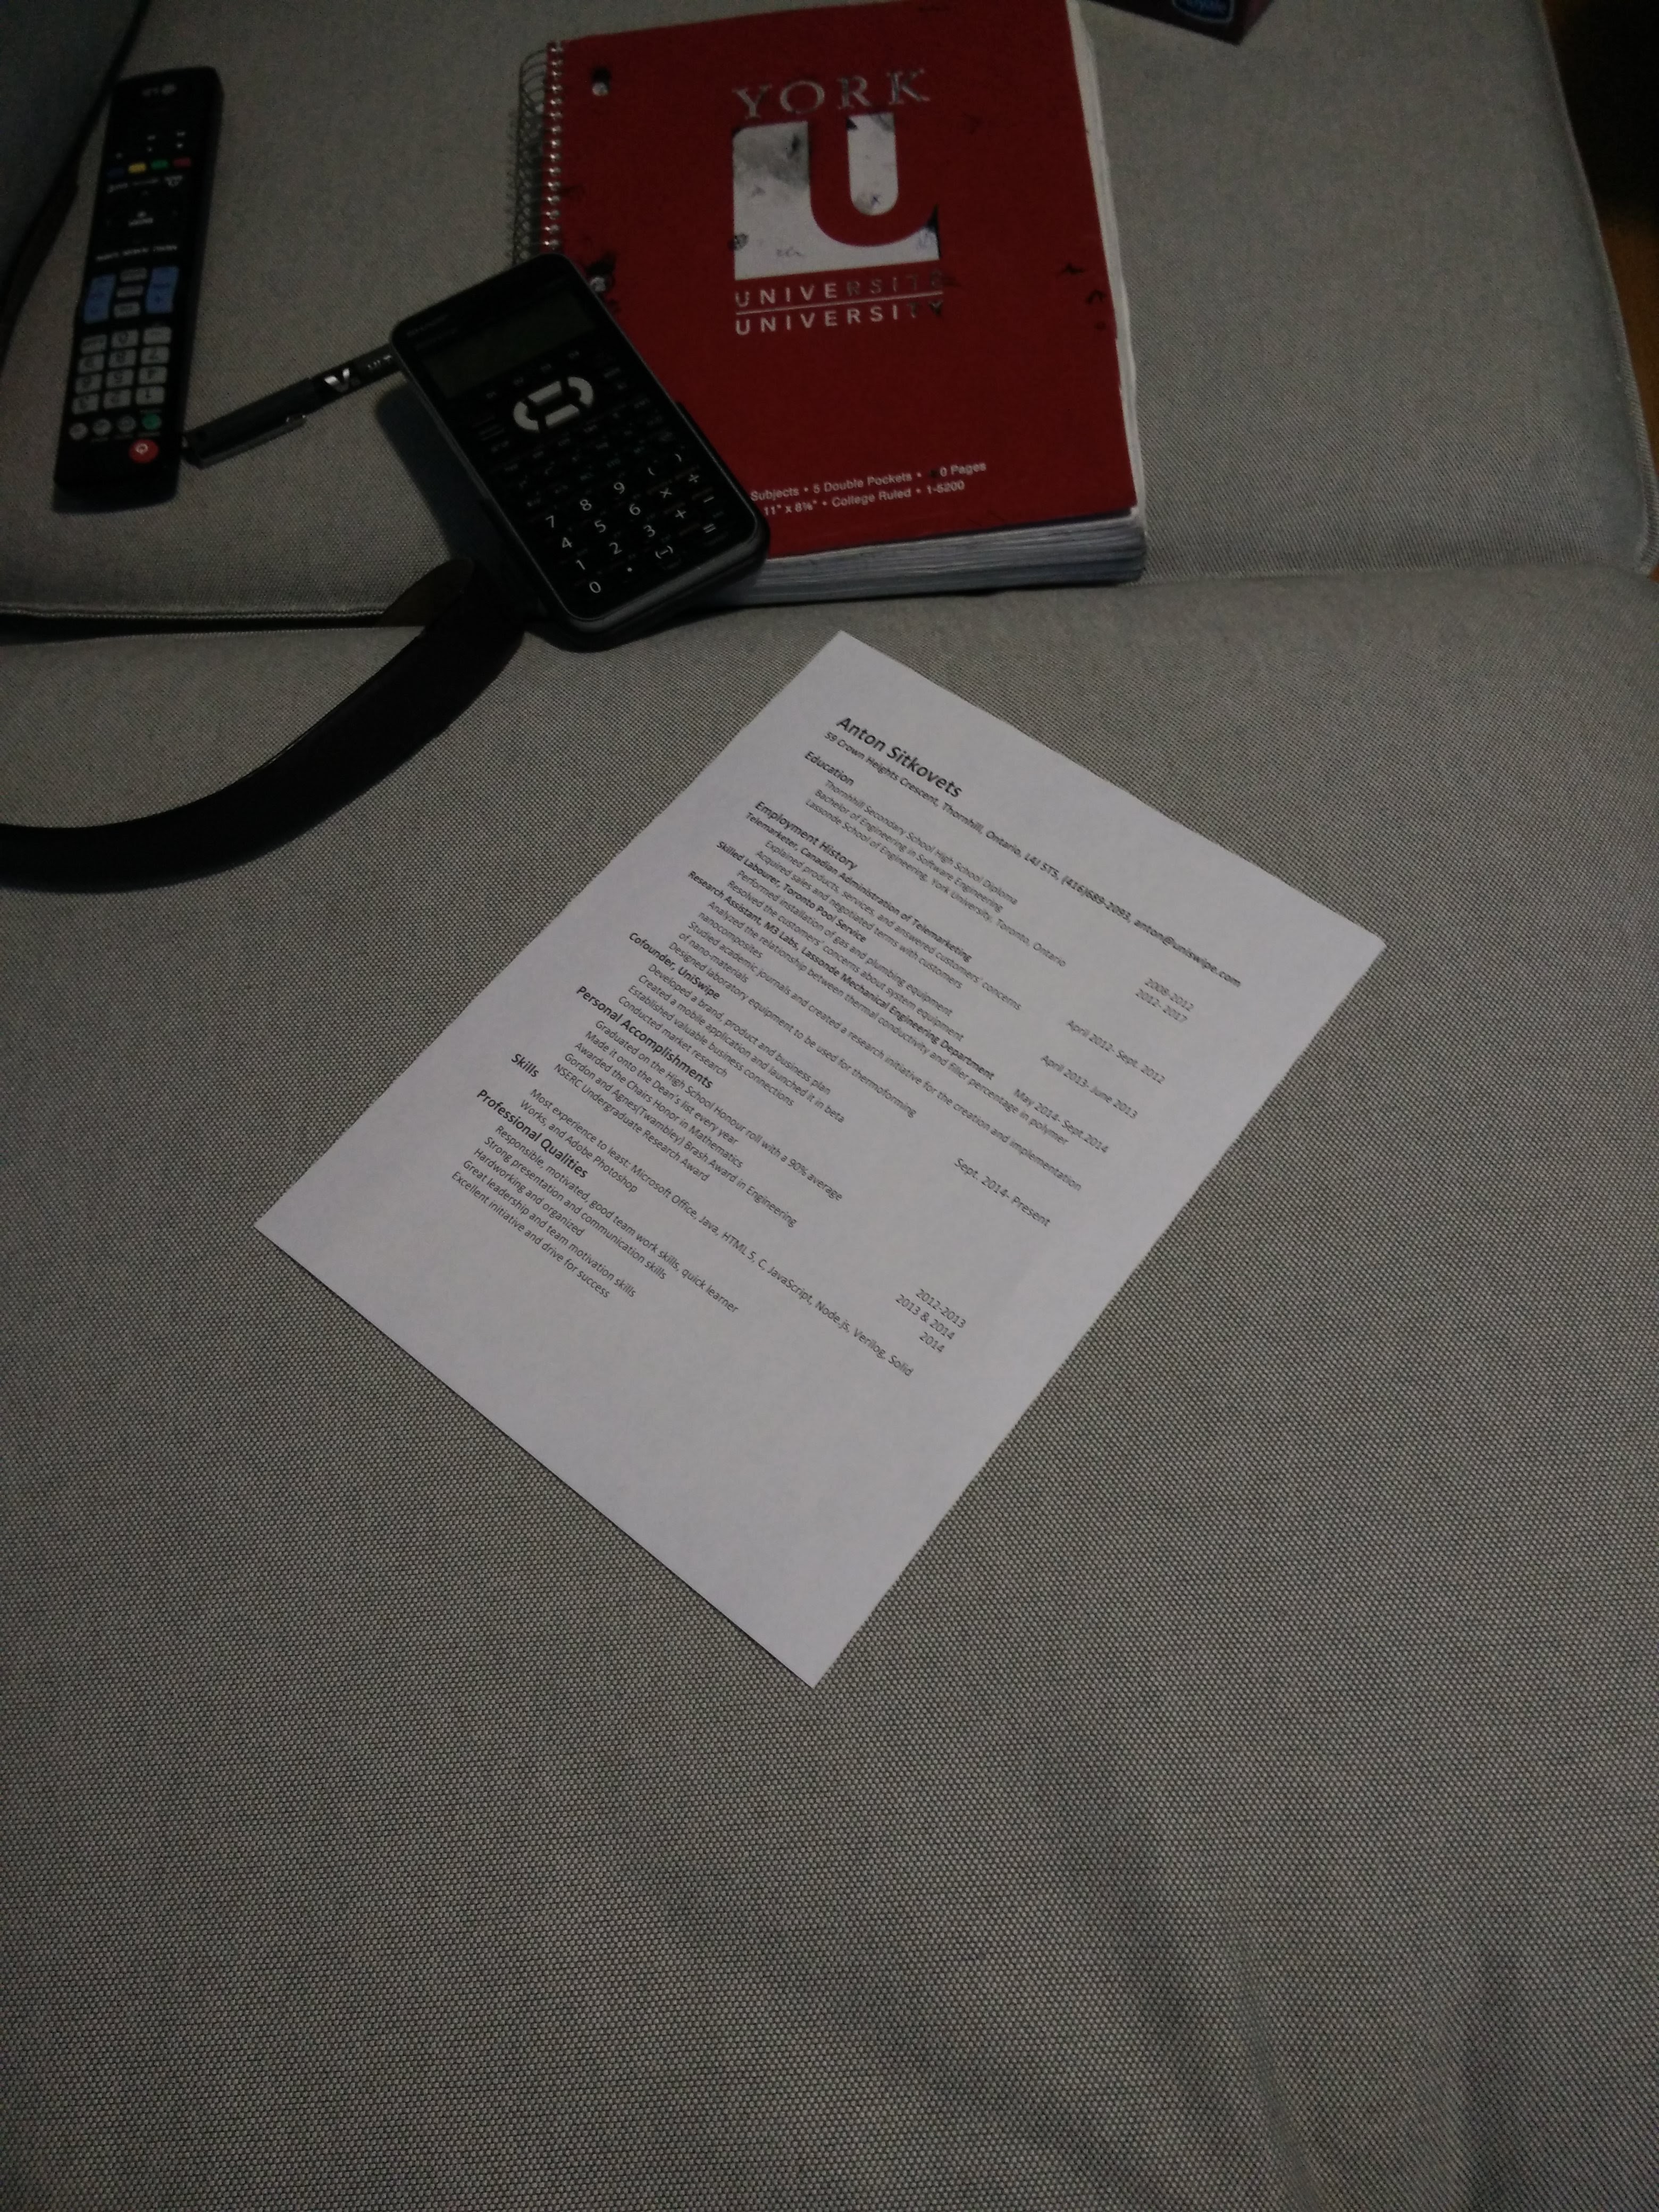 YORK
U
UNIVERSITÉ
UNIVERSITY
Subjects • 5 Double Pockets • 0 Pages
11" x 8⅜" • College Ruled • 1-5200
7 8 9 ( )
4 5 6 × ÷
1 2 3 + −
0 • (−) =
Anton Sitkovets
59 Crown Heights Crescent, Thornhill, Ontario, L4J 5T5, (416)689-2093, anton@uniswipe.com
Education
Thornhill Secondary School High School Diploma 2008-2012
Bachelor of Engineering in Software Engineering 2012- 2017
Lassonde School of Engineering, York University, Toronto, Ontario
Employment History
Telemarketer, Canadian Administration of Telemarketing April 2012- Sept. 2012
Explained products, services, and answered customers' concerns
Acquired sales and negotiated terms with customers
Skilled Labourer, Toronto Pool Service April 2013- June 2013
Performed installation of gas and plumbing equipment
Resolved the customers' concerns about system equipment
Research Assistant, M3 Labs, Lassonde Mechanical Engineering Department May 2014- Sept.2014
Analyzed the relationship between thermal conductivity and filler percentage in polymer
nanocomposites
Studied academic journals and created a research initiative for the creation and implementation
of nano-materials
Designed laboratory equipment to be used for thermoforming
Cofounder, UniSwipe Sept. 2014- Present
Developed a brand, product and business plan
Created a mobile application and launched it in beta
Established valuable business connections
Conducted market research
Personal Accomplishments
Graduated on the High School Honour roll with a 90% average
Made it onto the Dean's list every year
Awarded the Chairs Honor in Mathematics 2012-2013
Gordon and Agnes(Twambley) Brash Award in Engineering 2013 & 2014
NSERC Undergraduate Research Award 2014
Skills
Most experience to least: Microsoft Office, Java, HTML 5, C, JavaScript, Node.js, Verilog, Solid
Works, and Adobe Photoshop
Professional Qualities
Responsible, motivated, good team work skills, quick learner
Strong presentation and communication skills
Hardworking and organized
Great leadership and team motivation skills
Excellent initiative and drive for success